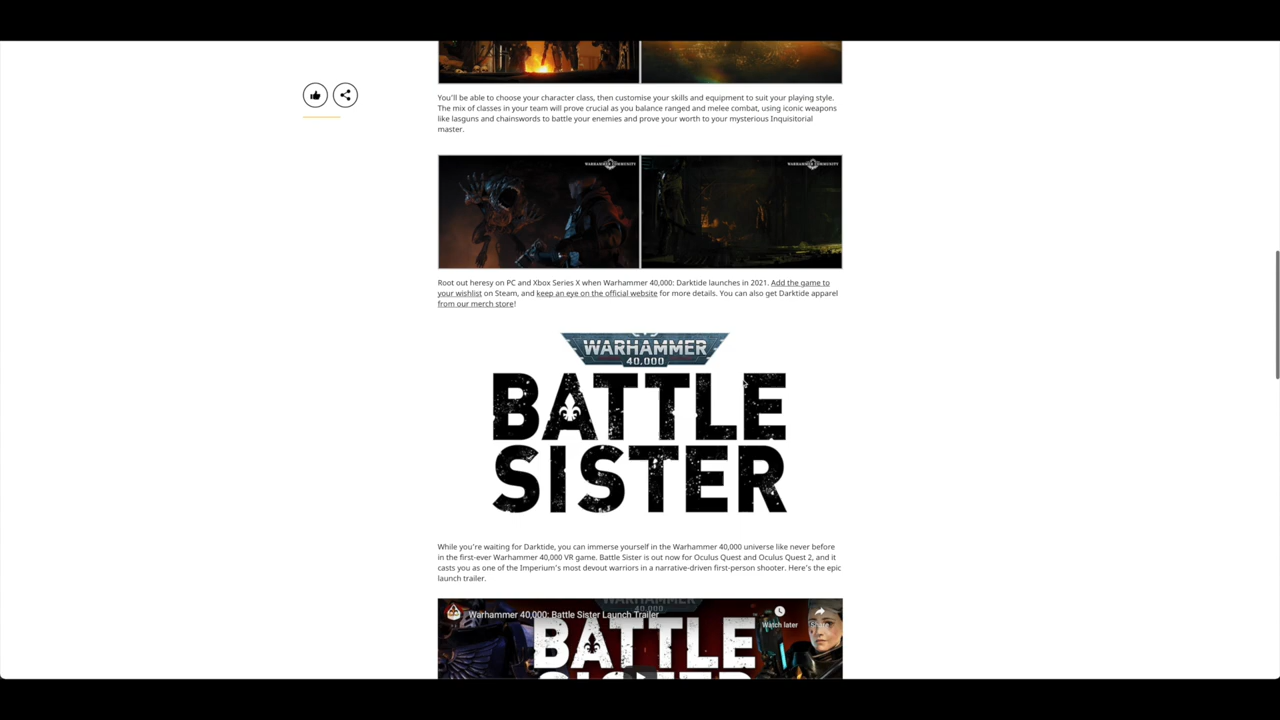 You'll be able to choose your character class, then customise your skills and equipment to suit your playing style.
The mix of classes in your team will prove crucial as you balance ranged and melee combat, using iconic weapons
like lasguns and chainswords to battle your enemies and prove your worth to your mysterious Inquisitorial
master.
WARHAMMER COMMUNITY
WARHAMMER COMMUNITY
Root out heresy on PC and Xbox Series X when Warhammer 40,000: Darktide launches in 2021. Add the game to
your wishlist on Steam, and keep an eye on the official website for more details. You can also get Darktide apparel
from our merch store!
WARHAMMER
40,000
BATTLE
SISTER
While you're waiting for Darktide, you can immerse yourself in the Warhammer 40,000 universe like never before
in the first-ever Warhammer 40,000 VR game. Battle Sister is out now for Oculus Quest and Oculus Quest 2, and it
casts you as one of the Imperium's most devout warriors in a narrative-driven first-person shooter. Here's the epic
launch trailer.
WARHAMMER
40,000
Warhammer 40,000: Battle Sister Launch Trailer
Watch later
Share
BATTLE
SISTER